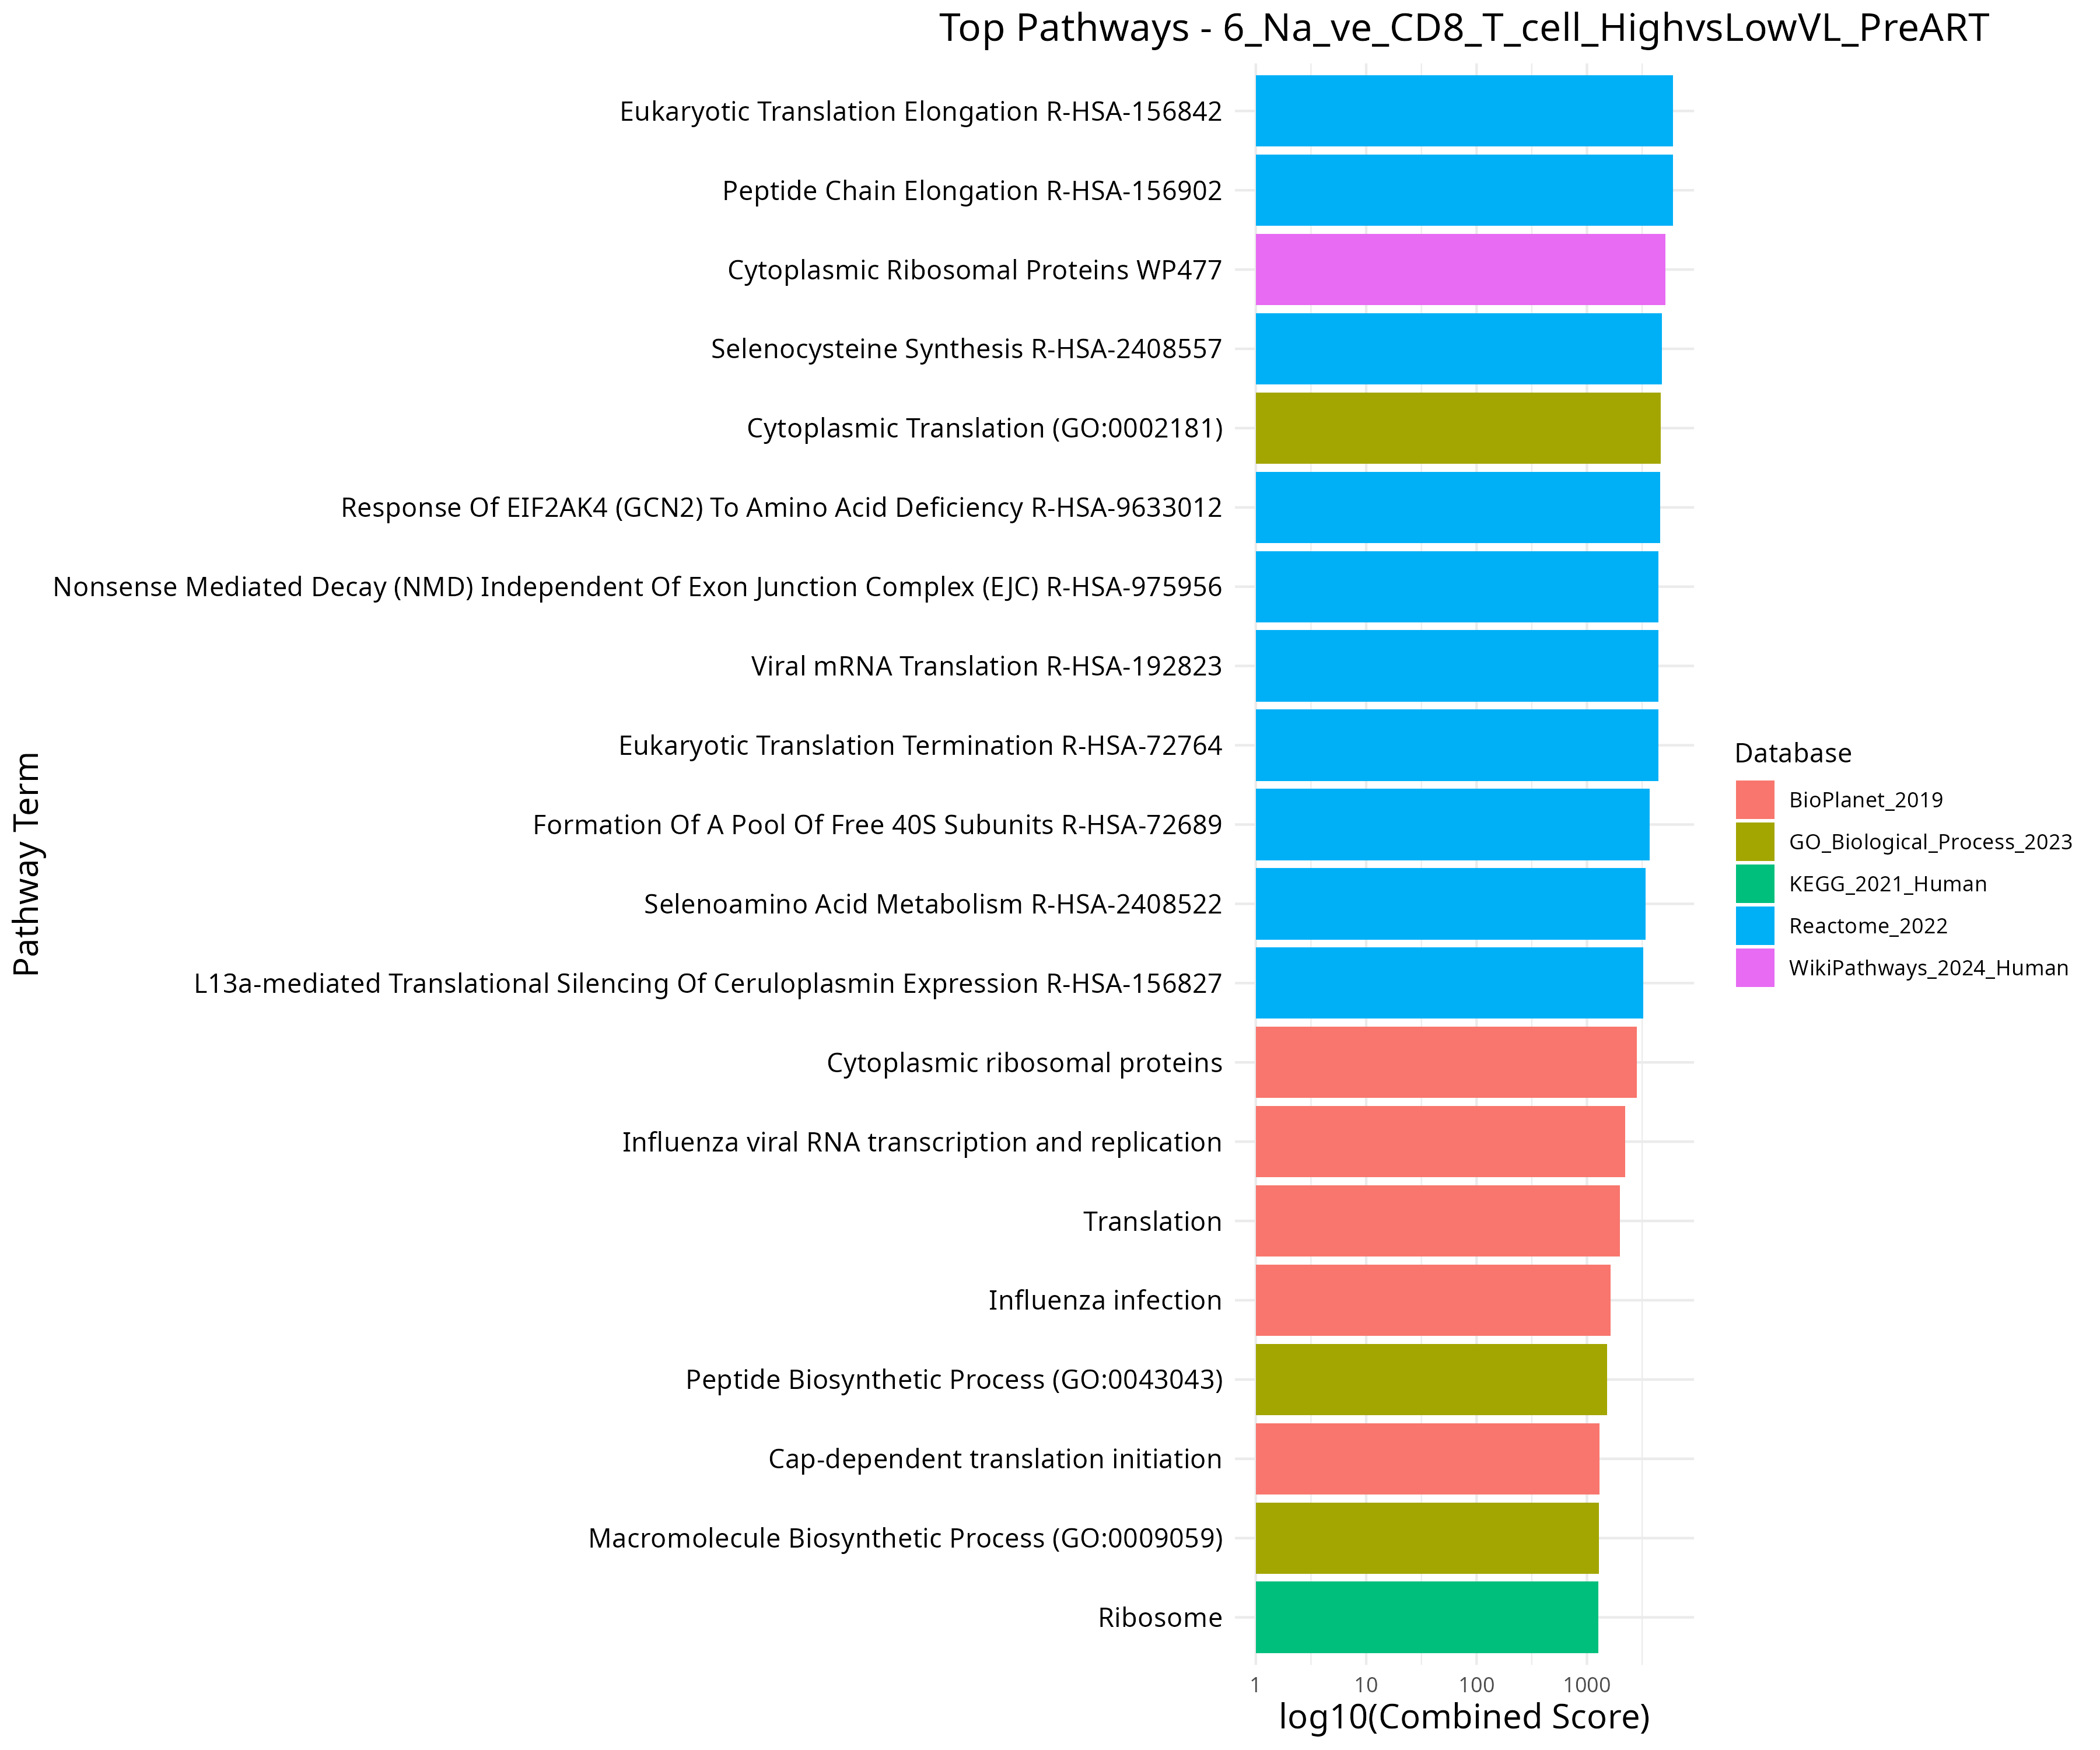 Top Pathways - 6_Na_ve_CD8_T_cell_HighvsLowVL_PreART
Pathway Term
Eukaryotic Translation Elongation R-HSA-156842
Peptide Chain Elongation R-HSA-156902
Cytoplasmic Ribosomal Proteins WP477
Selenocysteine Synthesis R-HSA-2408557
Cytoplasmic Translation (GO:0002181)
Response Of EIF2AK4 (GCN2) To Amino Acid Deficiency R-HSA-9633012
Nonsense Mediated Decay (NMD) Independent Of Exon Junction Complex (EJC) R-HSA-975956
Viral mRNA Translation R-HSA-192823
Eukaryotic Translation Termination R-HSA-72764
Formation Of A Pool Of Free 40S Subunits R-HSA-72689
Selenoamino Acid Metabolism R-HSA-2408522
L13a-mediated Translational Silencing Of Ceruloplasmin Expression R-HSA-156827
Cytoplasmic ribosomal proteins
Influenza viral RNA transcription and replication
Translation
Influenza infection
Peptide Biosynthetic Process (GO:0043043)
Cap-dependent translation initiation
Macromolecule Biosynthetic Process (GO:0009059)
Ribosome
1 10 100 1000
log10(Combined Score)
Database
BioPlanet_2019
GO_Biological_Process_2023
KEGG_2021_Human
Reactome_2022
WikiPathways_2024_Human